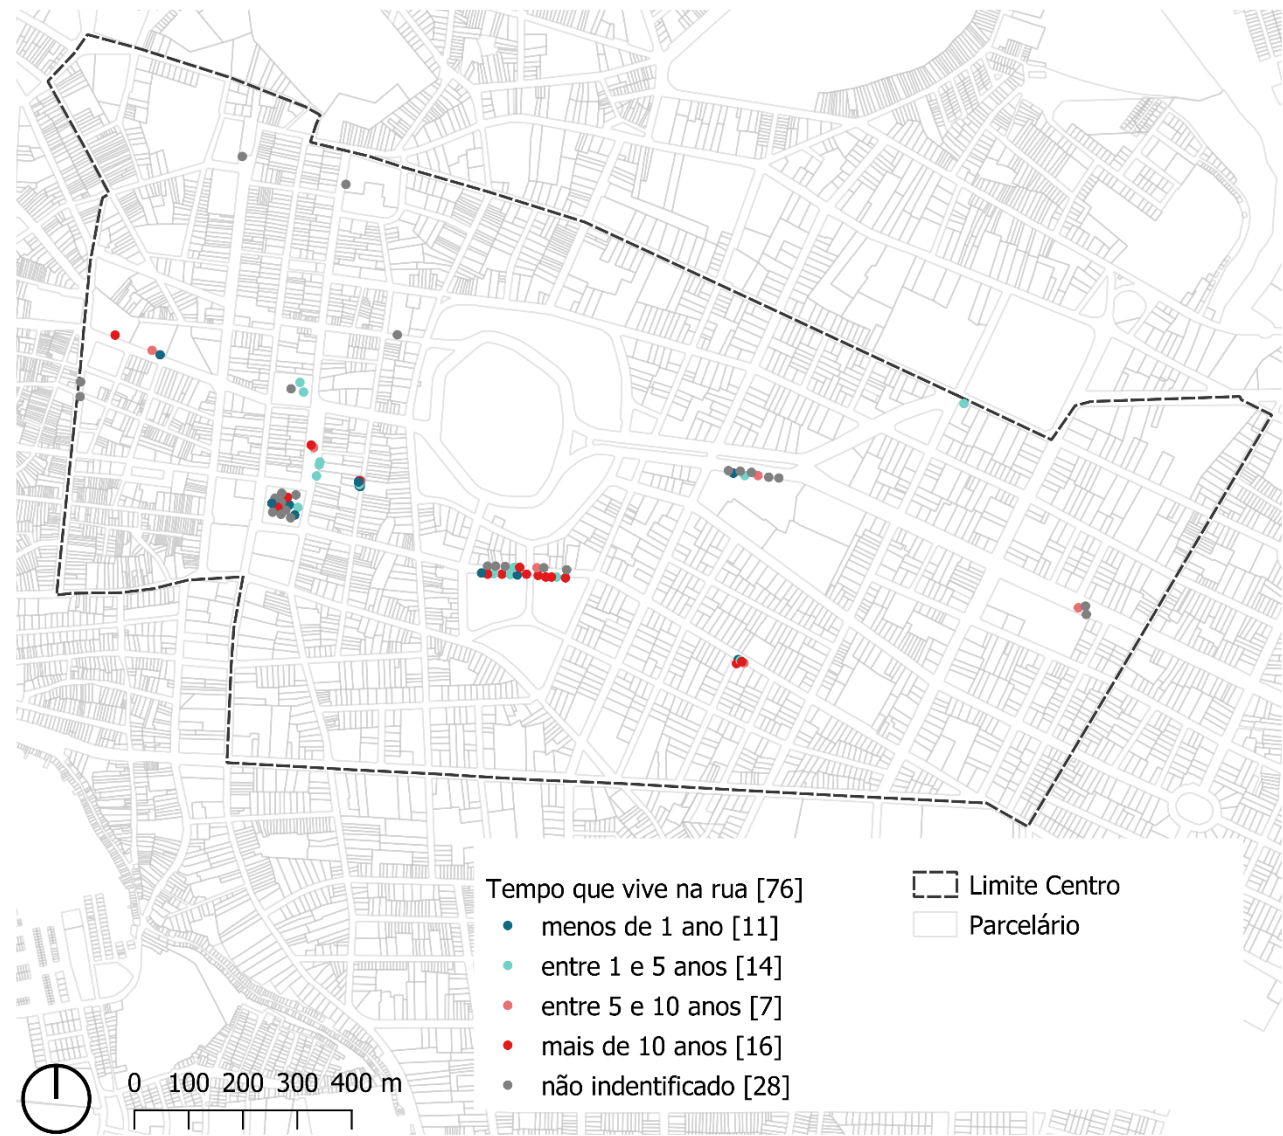 Tempo que vive na rua [76]
menos de 1 ano [11]
entre 1 e 5 anos [14]
entre 5 e 10 anos [7]
mais de 10 anos [16]
não indentificado [28]
Limite Centro
Parcelário
0 100 200 300 400 m